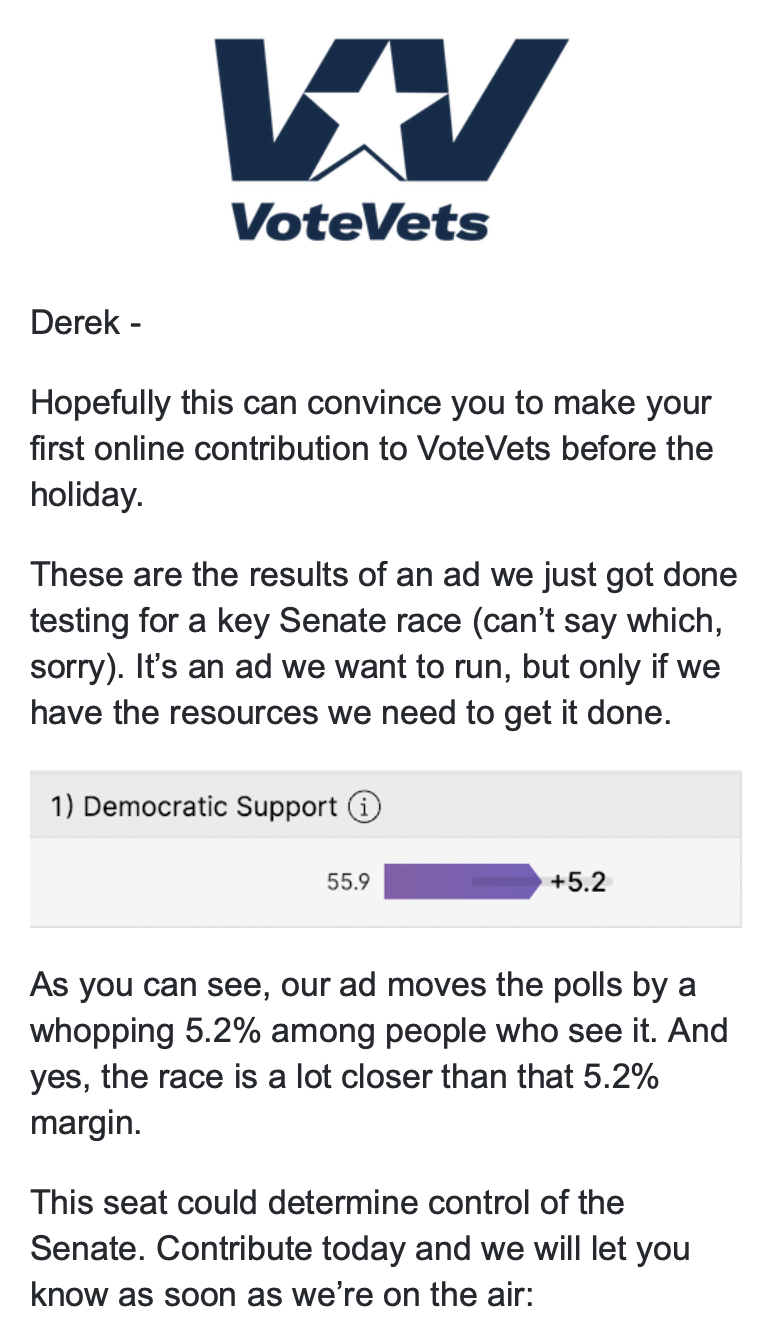 VoteVets
Derek -
Hopefully this can convince you to make your
first online contribution to VoteVets before the
holiday.
These are the results of an ad we just got done
testing for a key Senate race (can’t say which,
sorry). It’s an ad we want to run, but only if we
have the resources we need to get it done.
1) Democratic Support ⓘ
55.9 +5.2
As you can see, our ad moves the polls by a
whopping 5.2% among people who see it. And
yes, the race is a lot closer than that 5.2%
margin.
This seat could determine control of the
Senate. Contribute today and we will let you
know as soon as we’re on the air: